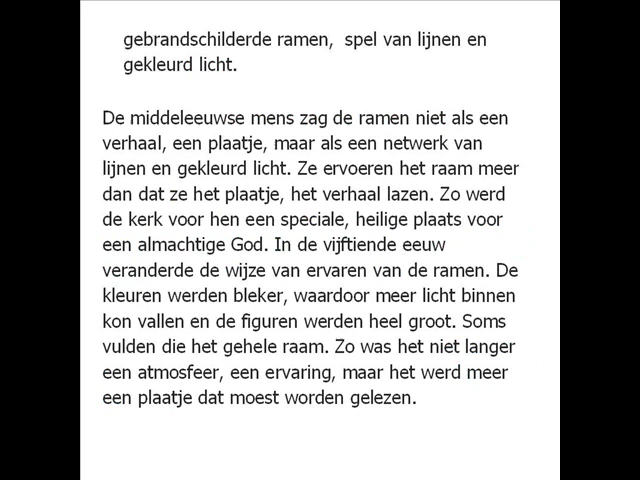 gebrandschilderde ramen,  spel van lijnen en
gekleurd licht.
De middeleeuwse mens zag de ramen niet als een
verhaal, een plaatje, maar als een netwerk van
lijnen en gekleurd licht. Ze ervoeren het raam meer
dan dat ze het plaatje, het verhaal lazen. Zo werd
de kerk voor hen een speciale, heilige plaats voor
een almachtige God. In de vijftiende eeuw
veranderde de wijze van ervaren van de ramen. De
kleuren werden bleker, waardoor meer licht binnen
kon vallen en de figuren werden heel groot. Soms
vulden die het gehele raam. Zo was het niet langer
een atmosfeer, een ervaring, maar het werd meer
een plaatje dat moest worden gelezen.